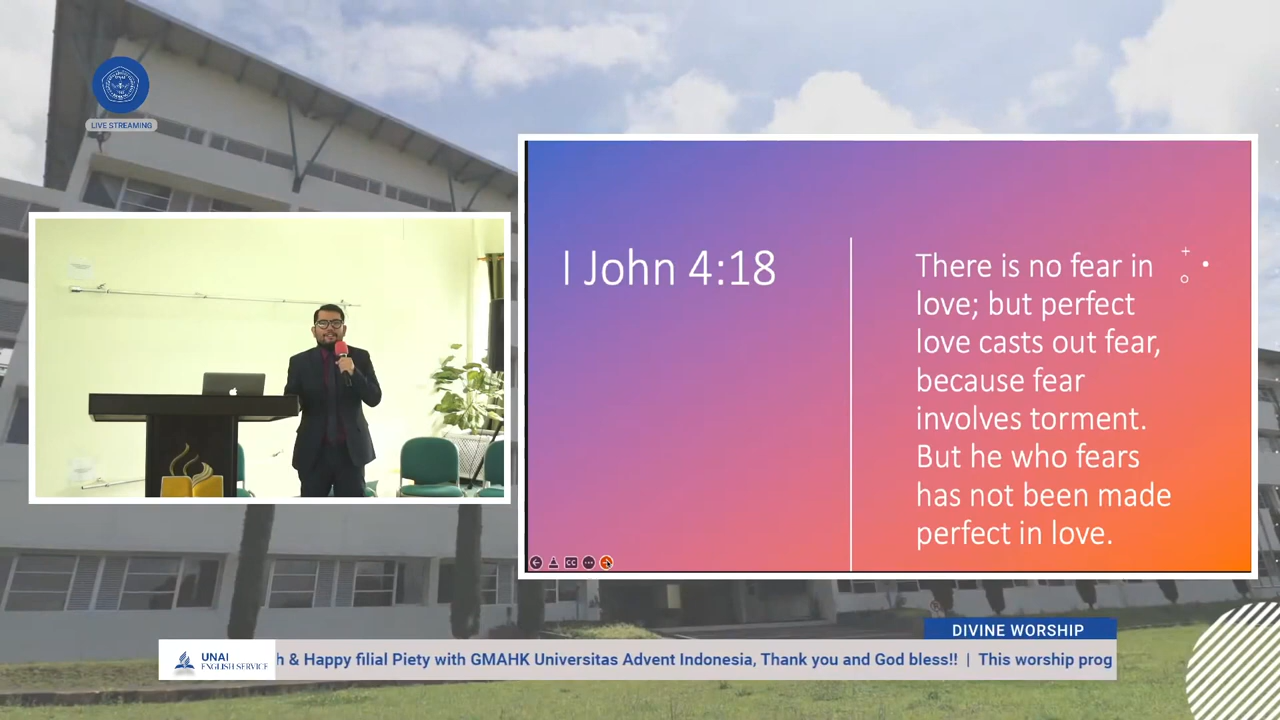 LIVE STREAMING
I John 4:18
There is no fear in
love; but perfect
love casts out fear,
because fear
involves torment.
But he who fears
has not been made
perfect in love.
DIVINE WORSHIP
UNAI
ENGLISH SERVICE
h & Happy filial Piety with GMAHK Universitas Advent Indonesia, Thank you and God bless!! | This worship prog